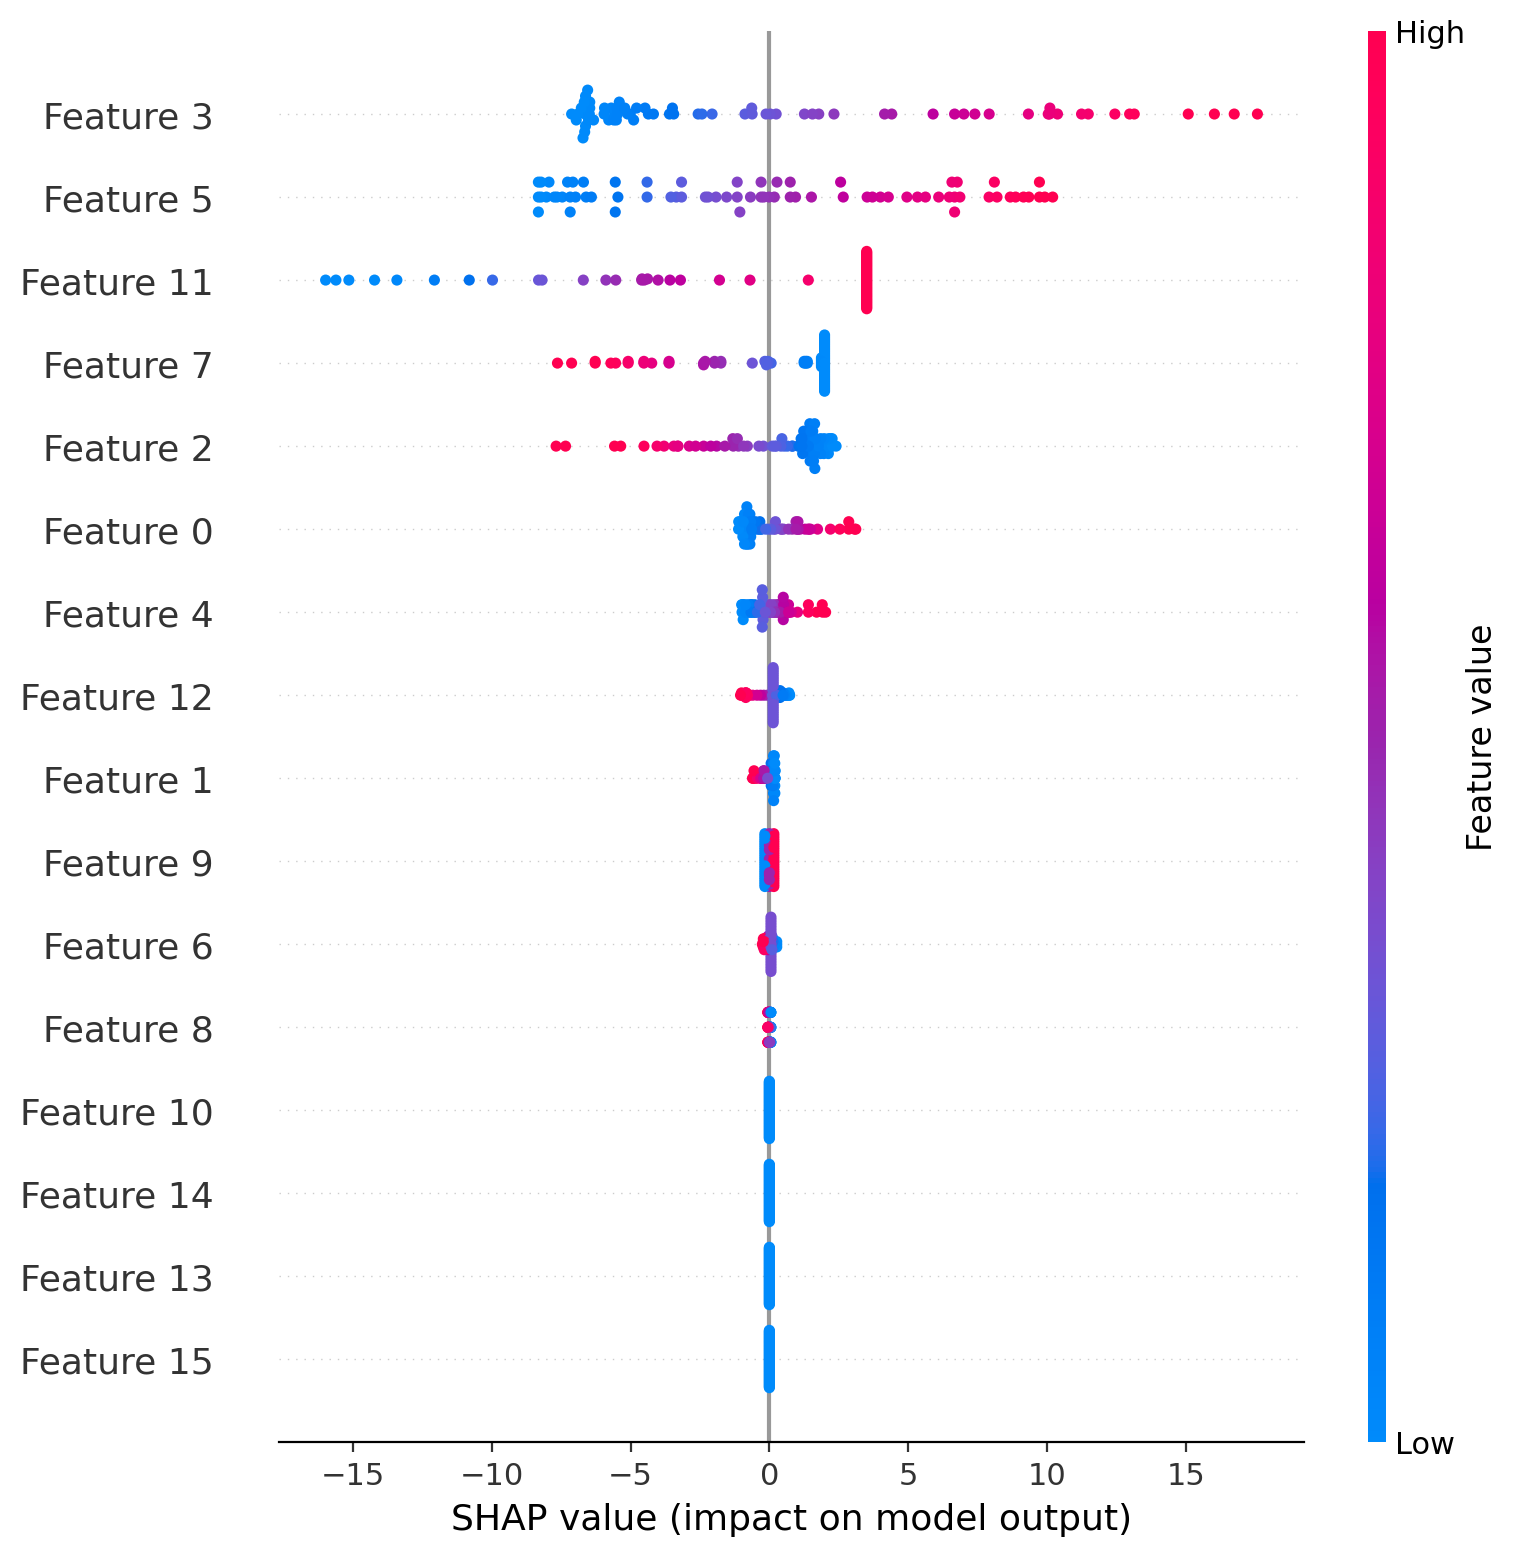 High
Feature 3
Feature 5
Feature 11
Feature 7
Feature 2
Feature 0
Feature 4
Feature 12
Feature 1
Feature 9
Feature 6
Feature 8
Feature 10
Feature 14
Feature 13
Feature 15
Feature value
Low
−15 −10 −5 0 5 10 15
SHAP value (impact on model output)